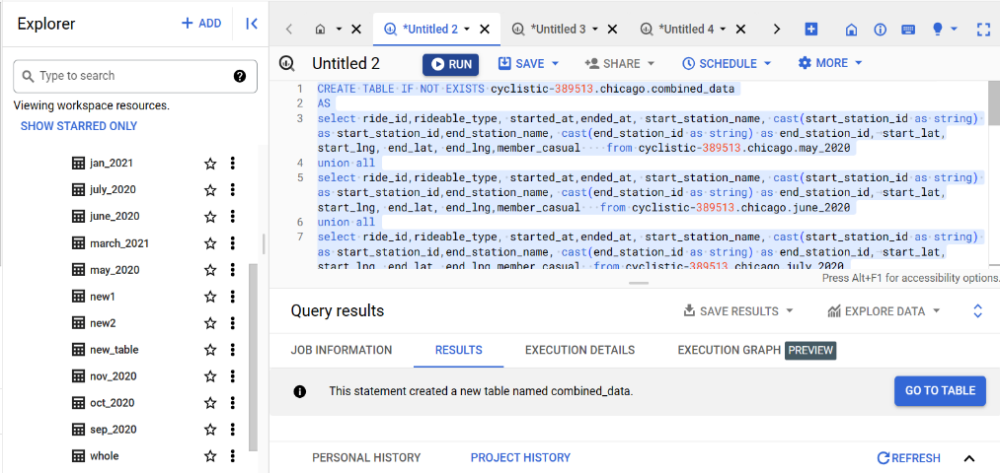 Explorer
+ ADD
Type to search
Viewing workspace resources.
SHOW STARRED ONLY
jan_2021
july_2020
june_2020
march_2021
may_2020
new1
new2
new_table
nov_2020
oct_2020
sep_2020
whole
*Untitled 2
*Untitled 3
*Untitled 4
Untitled 2
RUN
SAVE
SHARE
SCHEDULE
MORE
1 CREATE TABLE IF NOT EXISTS cyclistic-389513.chicago.combined_data
2 AS
3 select ride_id,rideable_type, started_at,ended_at, start_station_name, cast(start_station_id as string)
as start_station_id,end_station_name, cast(end_station_id as string) as end_station_id, start_lat,
start_lng, end_lat, end_lng,member_casual from cyclistic-389513.chicago.may_2020
4 union all
5 select ride_id,rideable_type, started_at,ended_at, start_station_name, cast(start_station_id as string)
as start_station_id,end_station_name, cast(end_station_id as string) as end_station_id, start_lat,
start_lng, end_lat, end_lng,member_casual from cyclistic-389513.chicago.june_2020
6 union all
7 select ride_id,rideable_type, started_at,ended_at, start_station_name, cast(start_station_id as string)
as start_station_id,end_station_name, cast(end_station_id as string) as end_station_id, start_lat,
start_lng, end_lat, end_lng,member_casual from cyclistic-389513.chicago.july_2020
Press Alt+F1 for accessibility options.
Query results
SAVE RESULTS
EXPLORE DATA
JOB INFORMATION
RESULTS
EXECUTION DETAILS
EXECUTION GRAPH PREVIEW
This statement created a new table named combined_data.
GO TO TABLE
PERSONAL HISTORY
PROJECT HISTORY
REFRESH